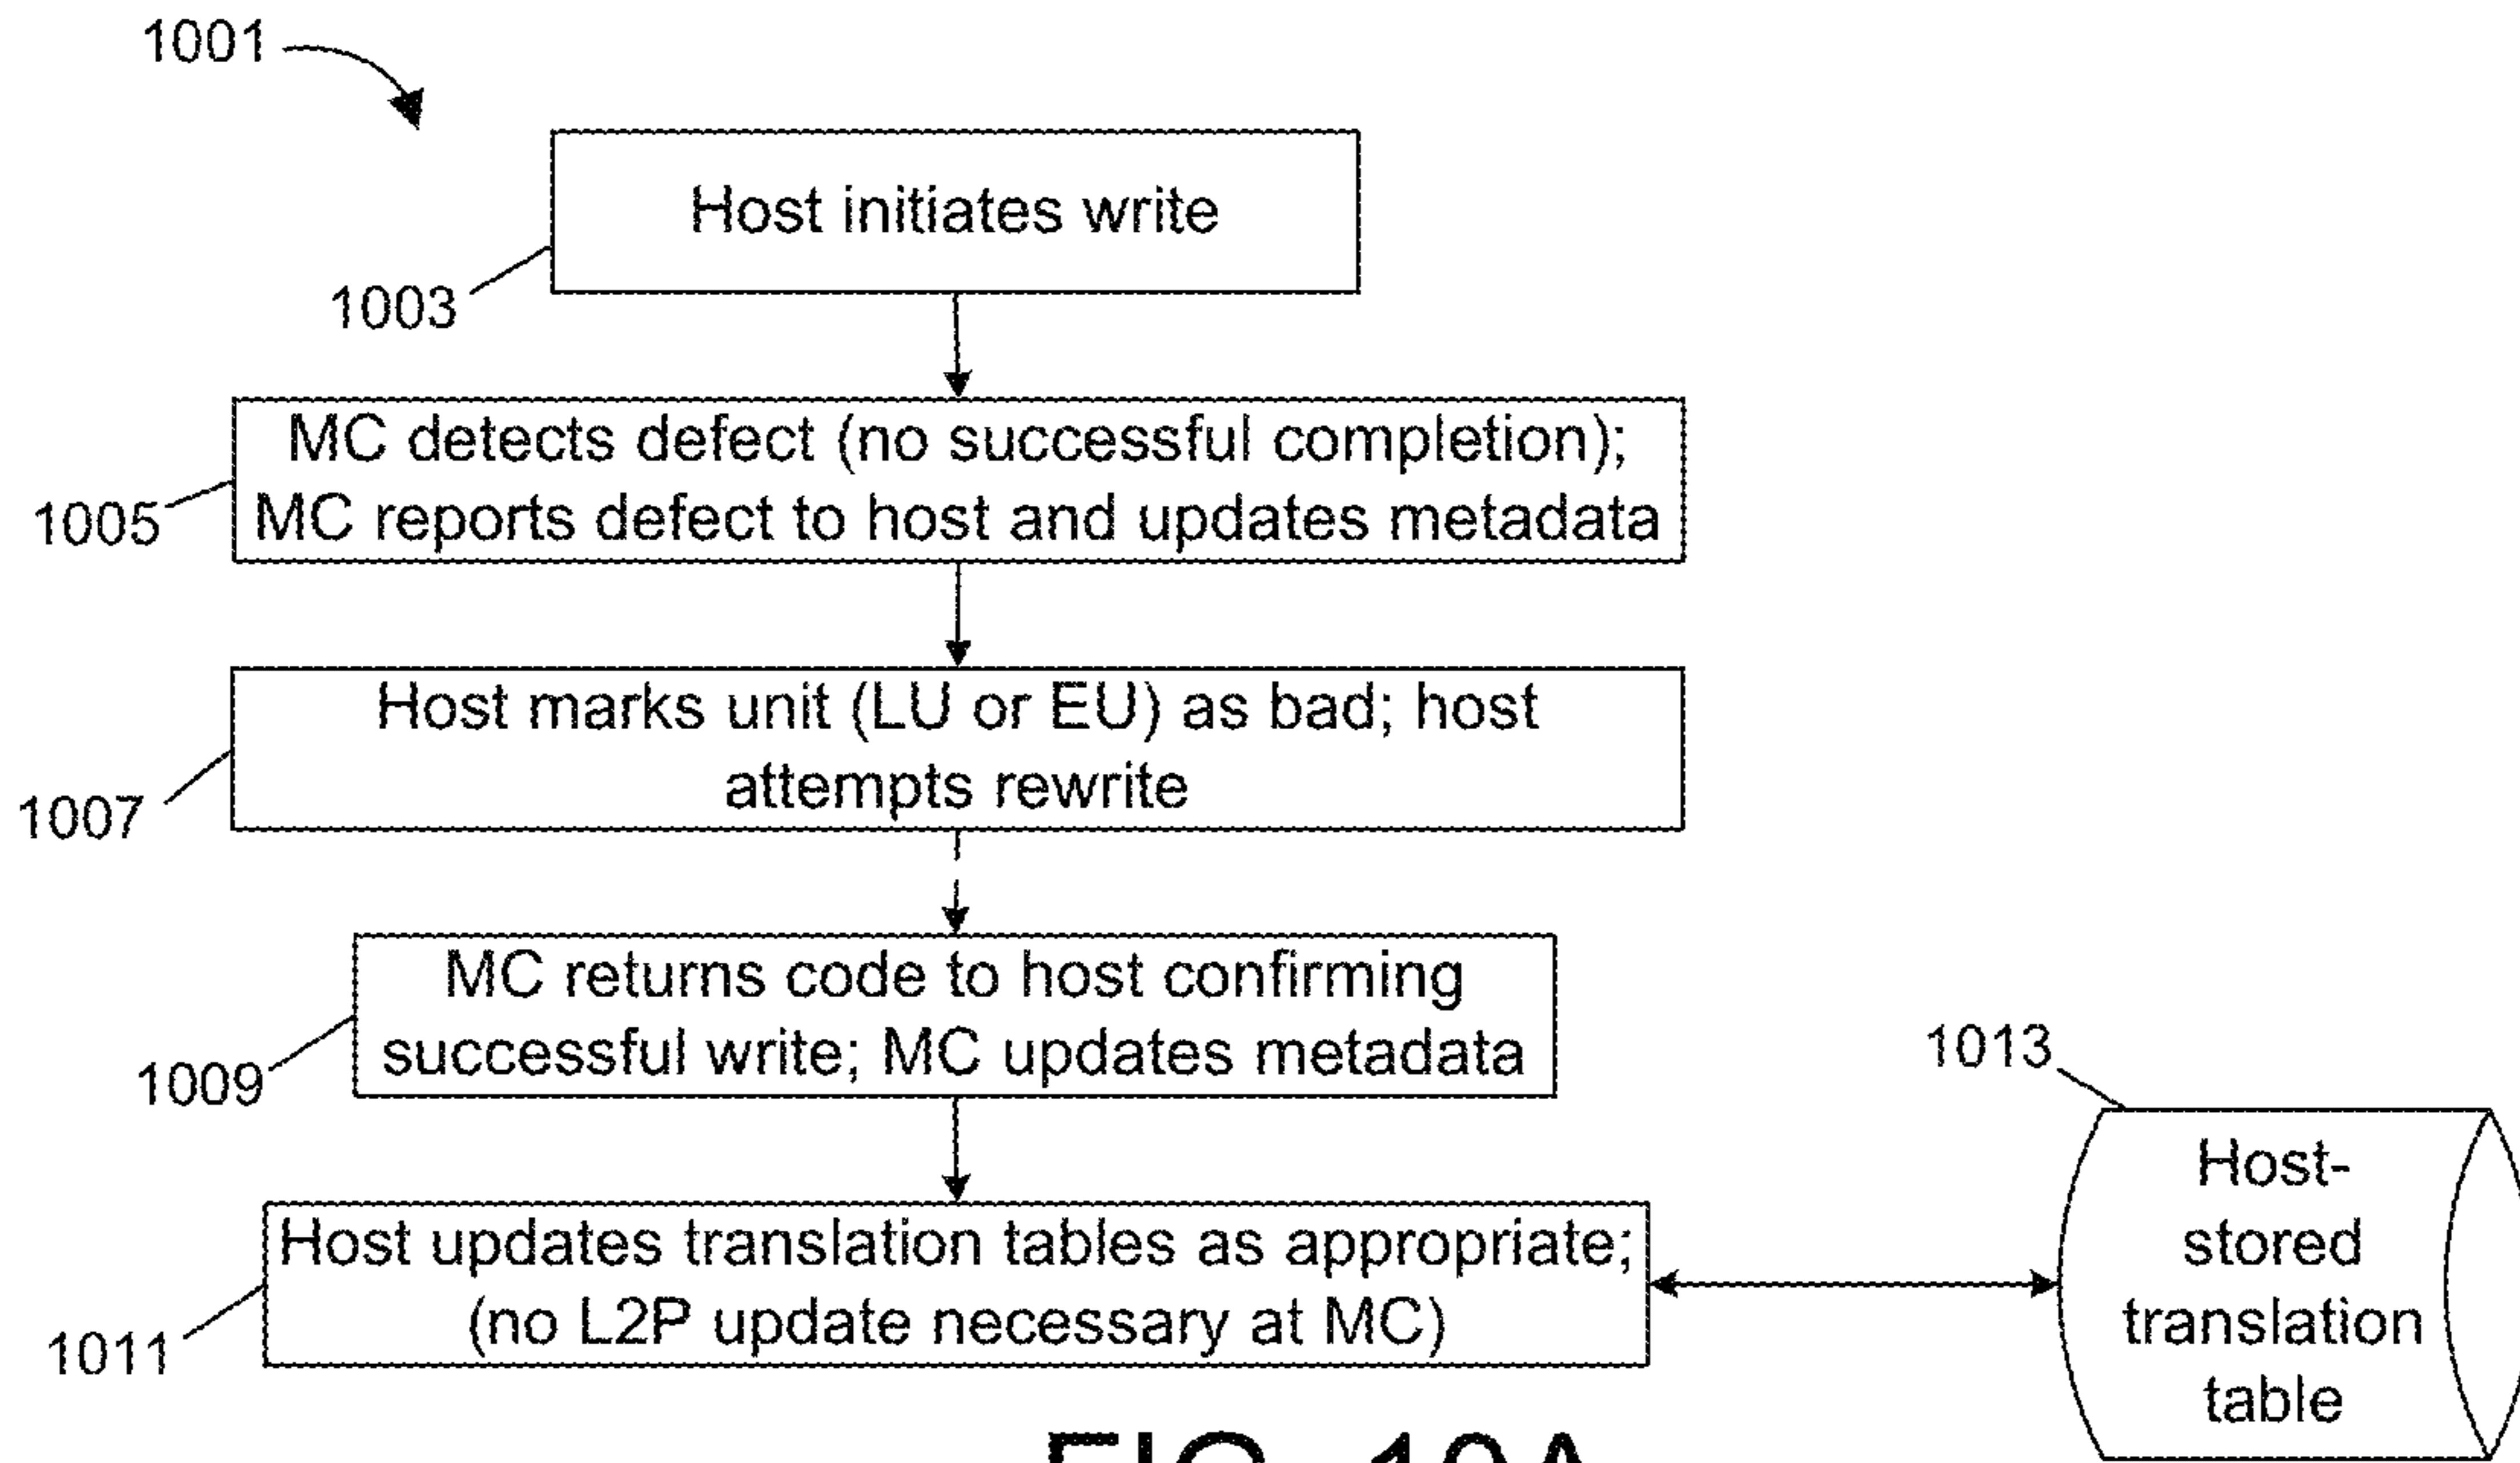 1001
Host initiates write
1003
MC detects defect (no successful completion);
MC reports defect to host and updates metadata
1005
Host marks unit (LU or EU) as bad; host
attempts rewrite
1007
MC returns code to host confirming
successful write; MC updates metadata
1009
1013
Host-
stored
translation
table
Host updates translation tables as appropriate;
(no L2P update necessary at MC)
1011
FIG. 10A